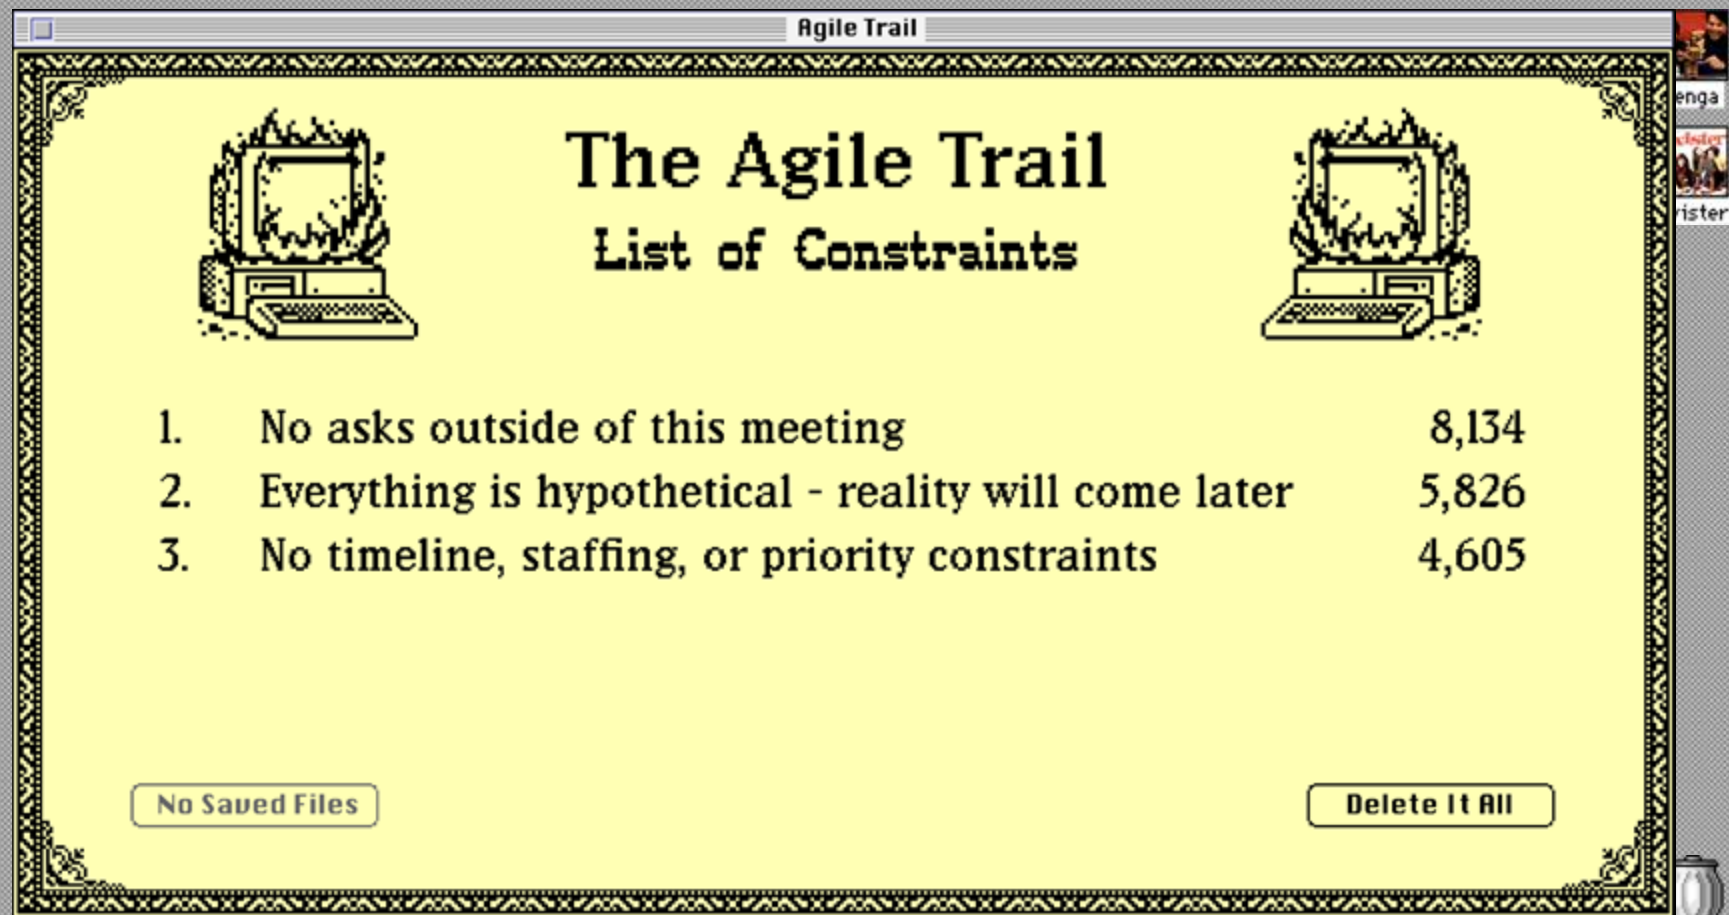 Agile Trail
The Agile Trail
List of Constraints
1. No asks outside of this meeting 8,134
2. Everything is hypothetical - reality will come later 5,826
3. No timeline, staffing, or priority constraints 4,605
No Saved Files
Delete It All
enga
rister